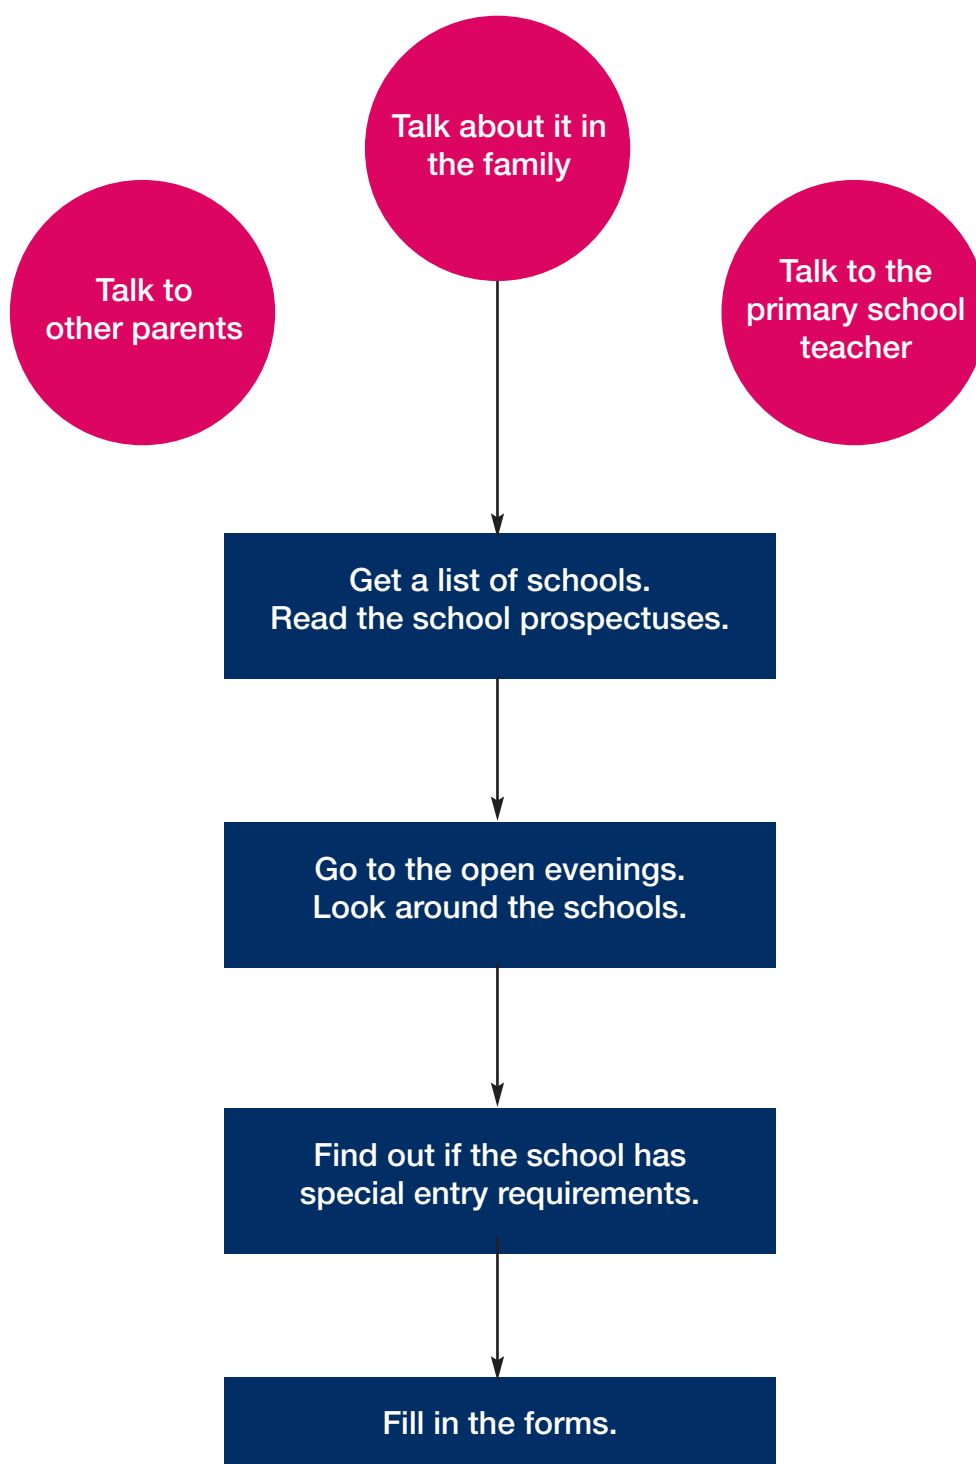 Talk about it in
the family
Talk to
other parents
Talk to the
primary school
teacher
Get a list of schools.
Read the school prospectuses.
Go to the open evenings.
Look around the schools.
Find out if the school has
special entry requirements.
Fill in the forms.